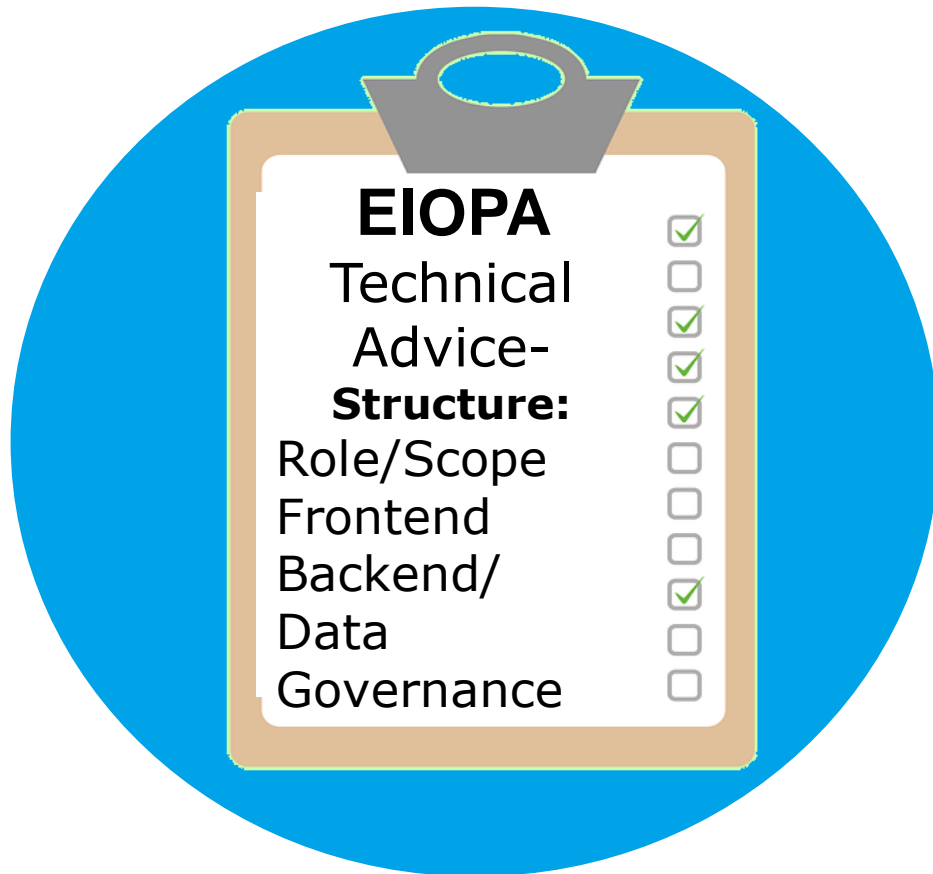 EIOPA
Technical
Advice-
Structure:
Role/Scope
Frontend
Backend/
Data
Governance